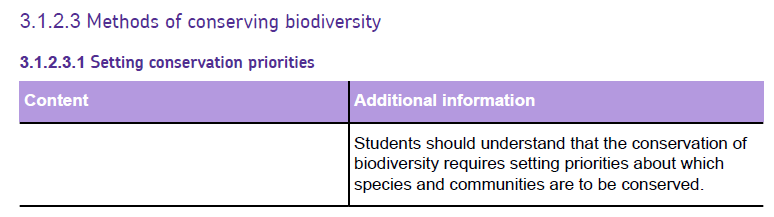 3.1.2.3 Methods of conserving biodiversity
3.1.2.3.1 Setting conservation priorities
Content
Additional information
Students should understand that the conservation of
biodiversity requires setting priorities about which
species and communities are to be conserved.